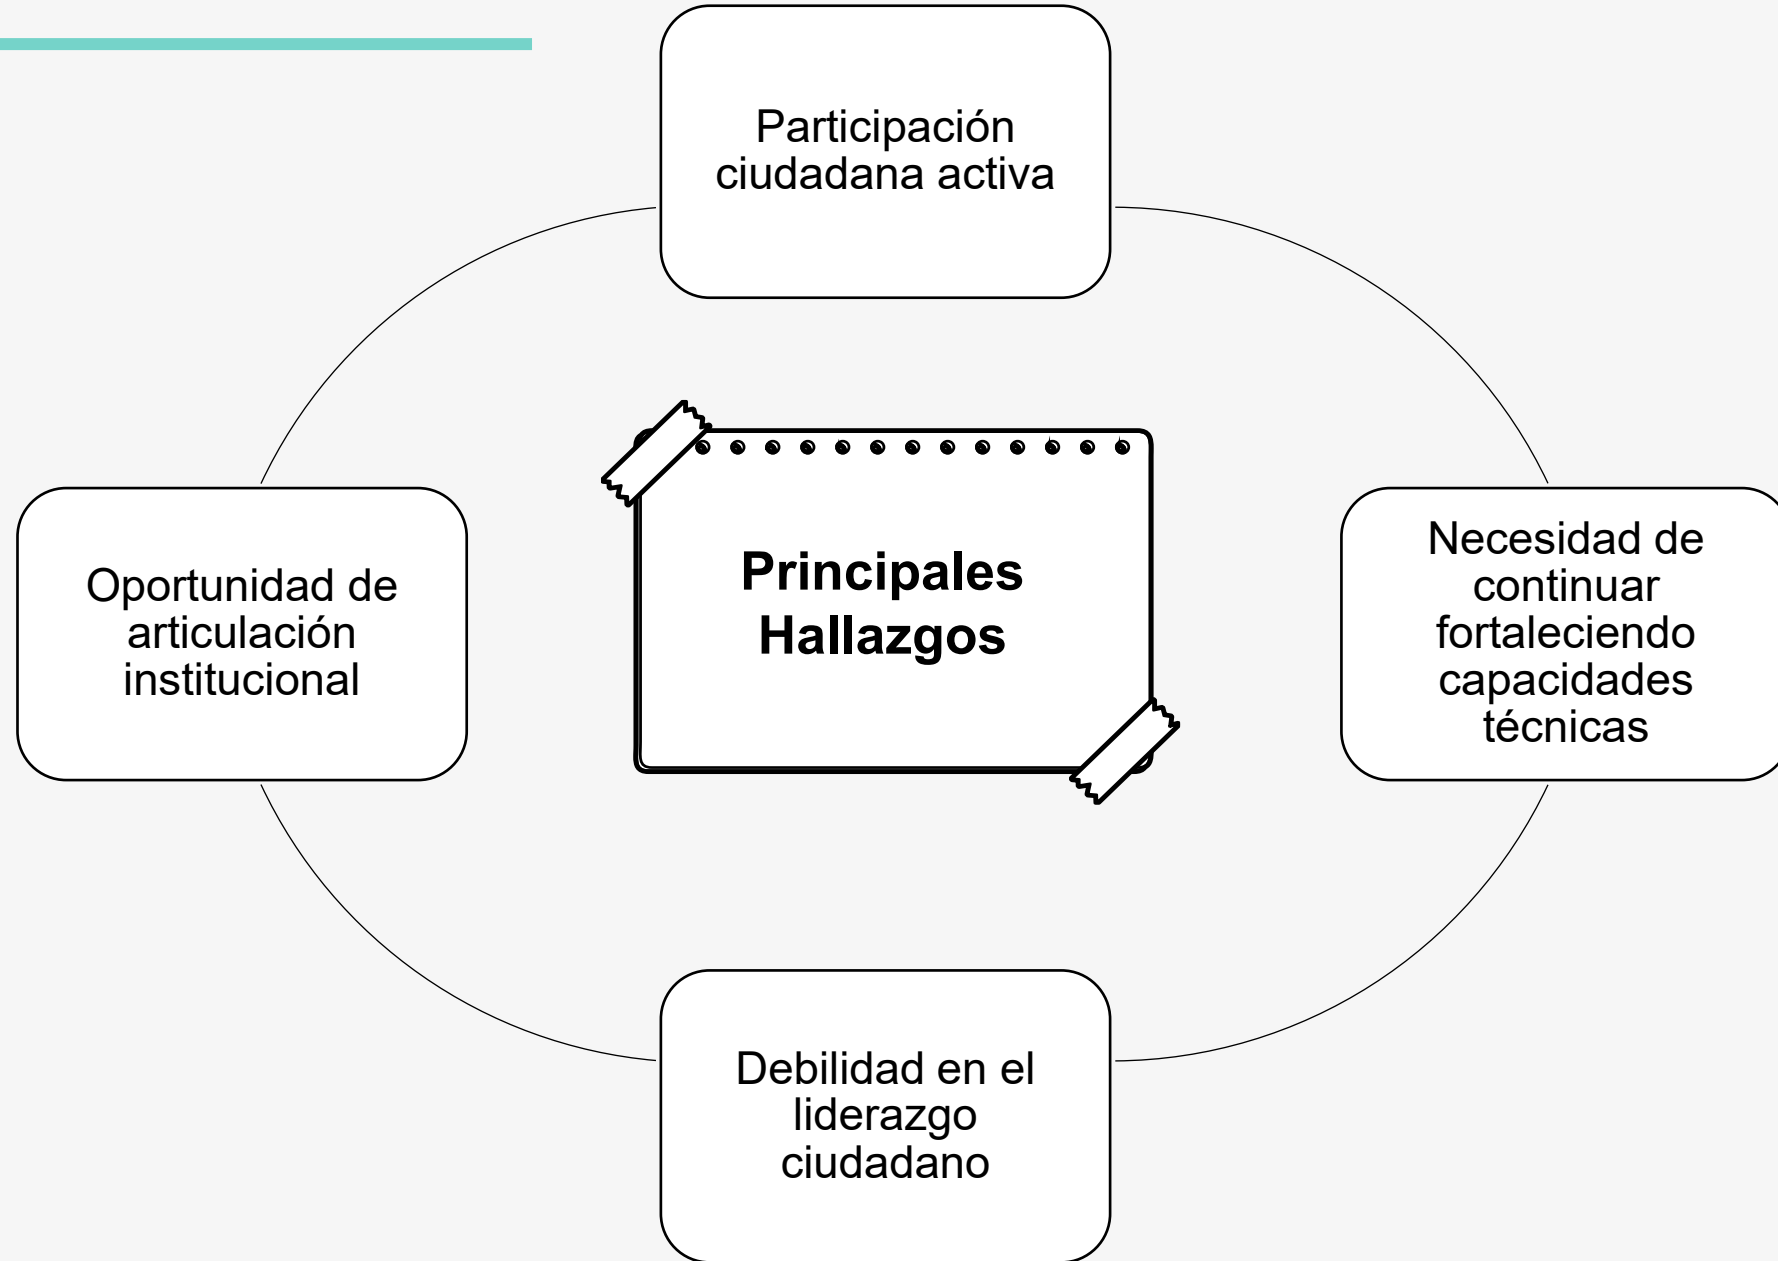 Participación
ciudadana activa
Principales
Hallazgos
Oportunidad de
articulación
institucional
Necesidad de
continuar
fortaleciendo
capacidades
técnicas
Debilidad en el
liderazgo
ciudadano